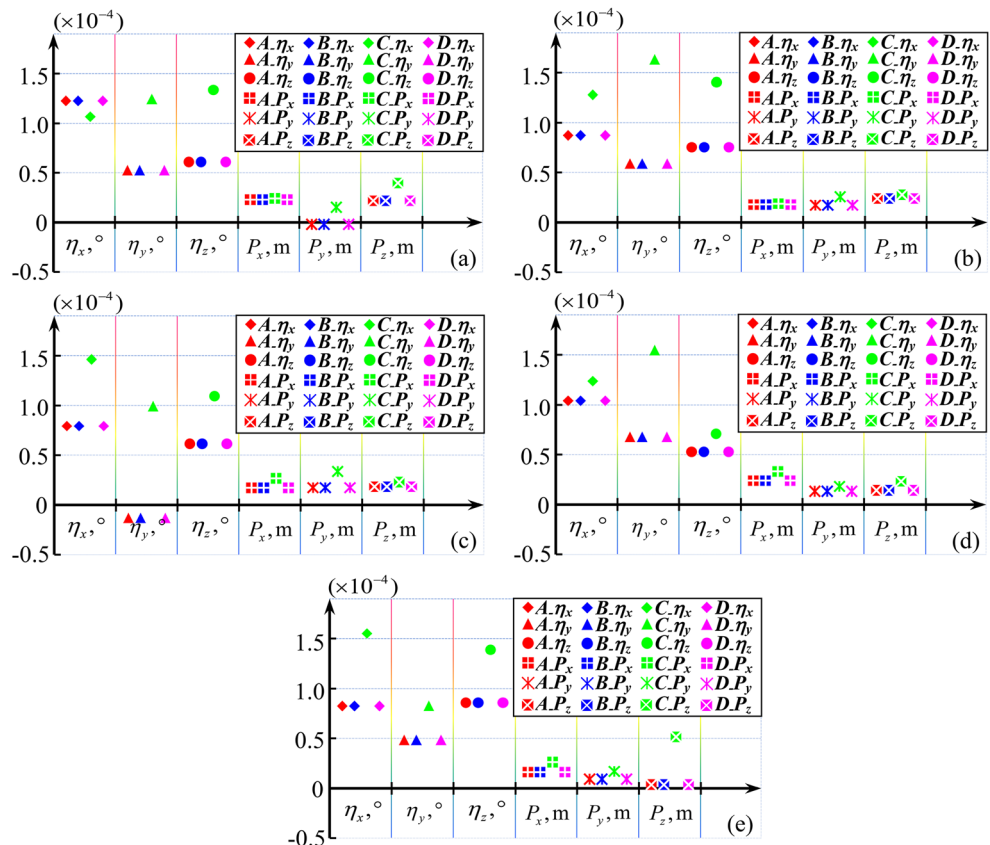 (×10⁻⁴)
A_ηx B_ηx C_ηx D_ηx
A_ηy B_ηy C_ηy D_ηy
A_ηz B_ηz C_ηz D_ηz
A_Px B_Px C_Px D_Px
A_Py B_Py C_Py D_Py
A_Pz B_Pz C_Pz D_Pz
1.5
1.0
0.5
0
-0.5
ηx,° ηy,° ηz,° Px,m Py,m Pz,m
(a)
(×10⁻⁴)
A_ηx B_ηx C_ηx D_ηx
A_ηy B_ηy C_ηy D_ηy
A_ηz B_ηz C_ηz D_ηz
A_Px B_Px C_Px D_Px
A_Py B_Py C_Py D_Py
A_Pz B_Pz C_Pz D_Pz
1.5
1.0
0.5
0
-0.5
ηx,° ηy,° ηz,° Px,m Py,m Pz,m
(b)
(×10⁻⁴)
A_ηx B_ηx C_ηx D_ηx
A_ηy B_ηy C_ηy D_ηy
A_ηz B_ηz C_ηz D_ηz
A_Px B_Px C_Px D_Px
A_Py B_Py C_Py D_Py
A_Pz B_Pz C_Pz D_Pz
1.5
1.0
0.5
0
-0.5
ηx,° ηy,° ηz,° Px,m Py,m Pz,m
(c)
(×10⁻⁴)
A_ηx B_ηx C_ηx D_ηx
A_ηy B_ηy C_ηy D_ηy
A_ηz B_ηz C_ηz D_ηz
A_Px B_Px C_Px D_Px
A_Py B_Py C_Py D_Py
A_Pz B_Pz C_Pz D_Pz
1.5
1.0
0.5
0
-0.5
ηx,° ηy,° ηz,° Px,m Py,m Pz,m
(d)
(×10⁻⁴)
A_ηx B_ηx C_ηx D_ηx
A_ηy B_ηy C_ηy D_ηy
A_ηz B_ηz C_ηz D_ηz
A_Px B_Px C_Px D_Px
A_Py B_Py C_Py D_Py
A_Pz B_Pz C_Pz D_Pz
1.5
1.0
0.5
0
-0.5
ηx,° ηy,° ηz,° Px,m Py,m Pz,m
(e)